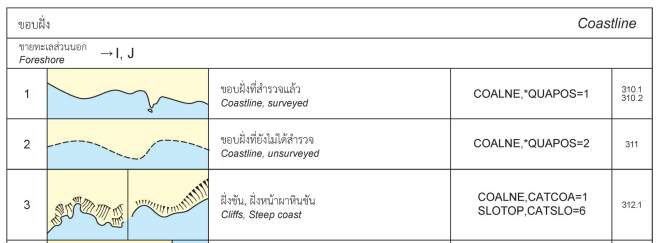 ขอบฝั่ง Coastline
ชายทะเลส่วนนอก → I, J
Foreshore
1 ขอบฝั่งที่สำรวจแล้ว COALNE,*QUAPOS=1 310.1
Coastline, surveyed 310.2
2 ขอบฝั่งที่ยังไม่ได้สำรวจ COALNE,*QUAPOS=2 311
Coastline, unsurveyed
3 ฝั่งชัน, ฝั่งหน้าผาหินชัน COALNE,CATCOA=1 312.1
Cliffs, Steep coast SLOTOP,CATSLO=6